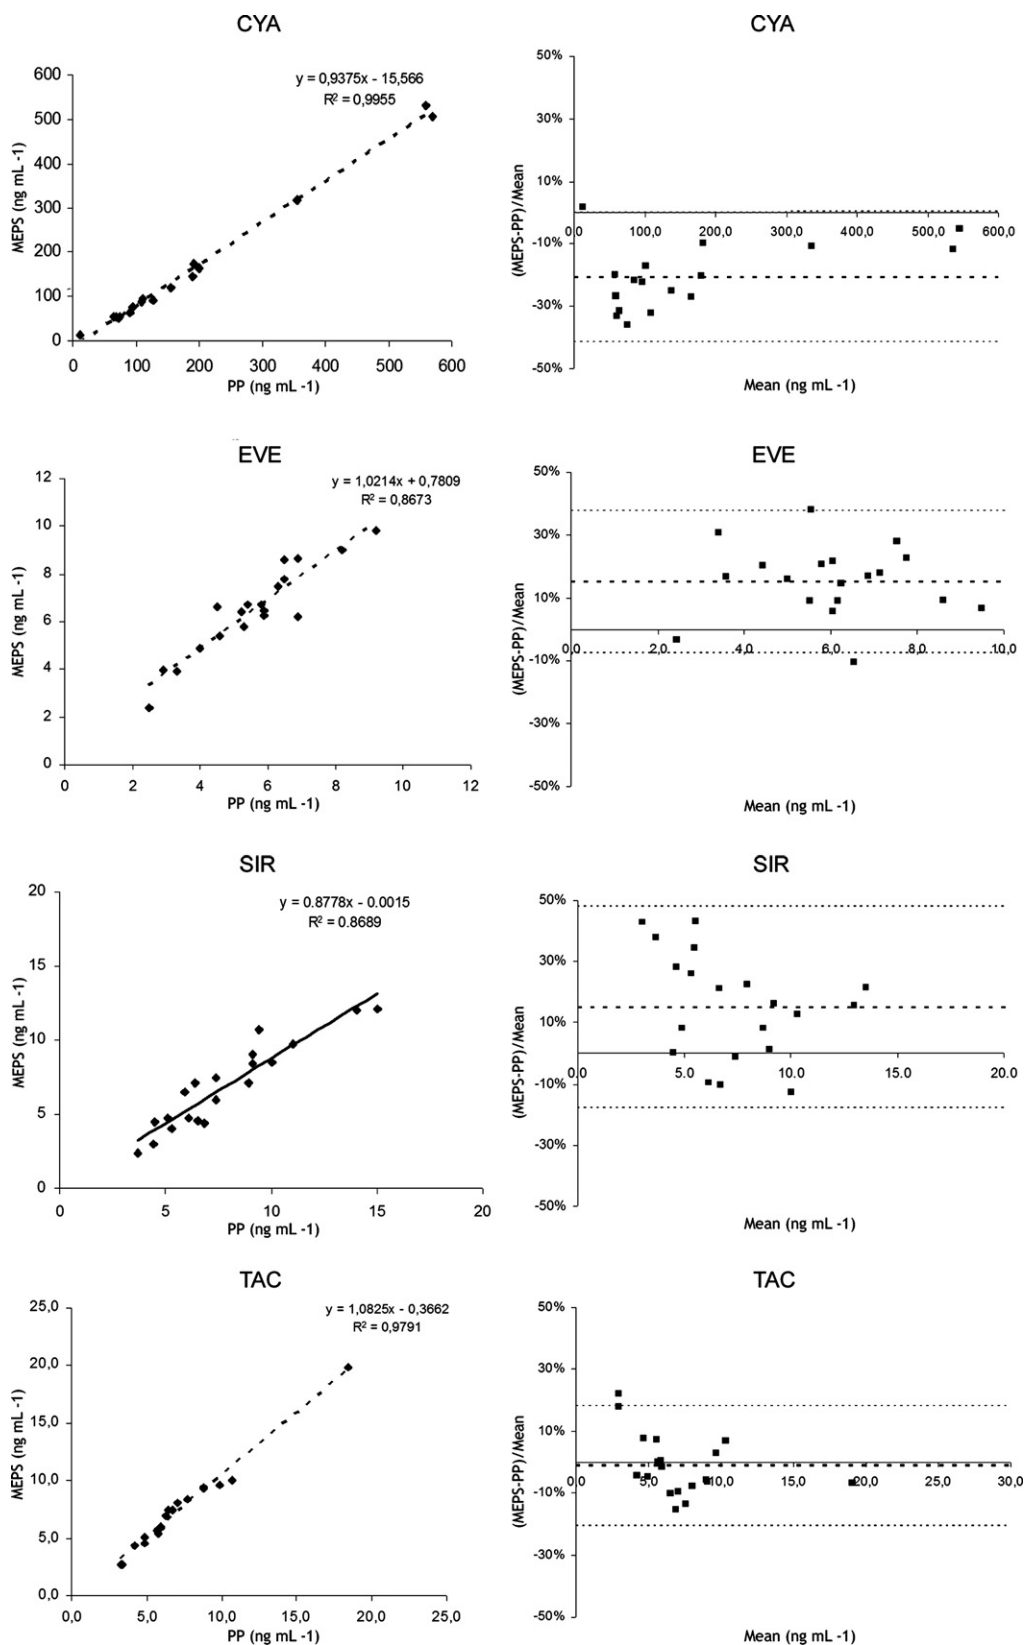 CYA
y = 0,9375x - 15,566
R² = 0,9955
MEPS (ng mL -1)
600
500
400
300
200
100
0
0 100 200 300 400 500 600
PP (ng mL -1)
CYA
(MEPS-PP)/Mean
50%
30%
10%
-10%
-30%
-50%
0,0 100,0 200,0 300,0 400,0 500,0 600,0
Mean (ng mL -1)
EVE
y = 1,0214x + 0,7809
R² = 0,8673
MEPS (ng mL -1)
12
10
8
6
4
2
0
0 2 4 6 8 10 12
PP (ng mL -1)
EVE
(MEPS-PP)/Mean
50%
30%
10%
-10%
-30%
-50%
0,0 2,0 4,0 6,0 8,0 10,0
Mean (ng mL -1)
SIR
y = 0.8778x - 0.0015
R² = 0.8689
MEPS (ng mL -1)
20
15
10
5
0
0 5 10 15 20
PP (ng mL -1)
SIR
(MEPS-PP)/Mean
50%
30%
10%
-10%
-30%
-50%
0.0 5.0 10.0 15.0 20.0
Mean (ng mL -1)
TAC
y = 1,0825x - 0,3662
R² = 0,9791
MEPS (ng mL -1)
25,0
20,0
15,0
10,0
5,0
0,0
0,0 5,0 10,0 15,0 20,0 25,0
PP (ng mL -1)
TAC
(MEPS-PP)/Mean
50%
30%
10%
-10%
-30%
-50%
0,0 5,0 10,0 15,0 20,0 25,0 30,0
Mean (ng mL -1)